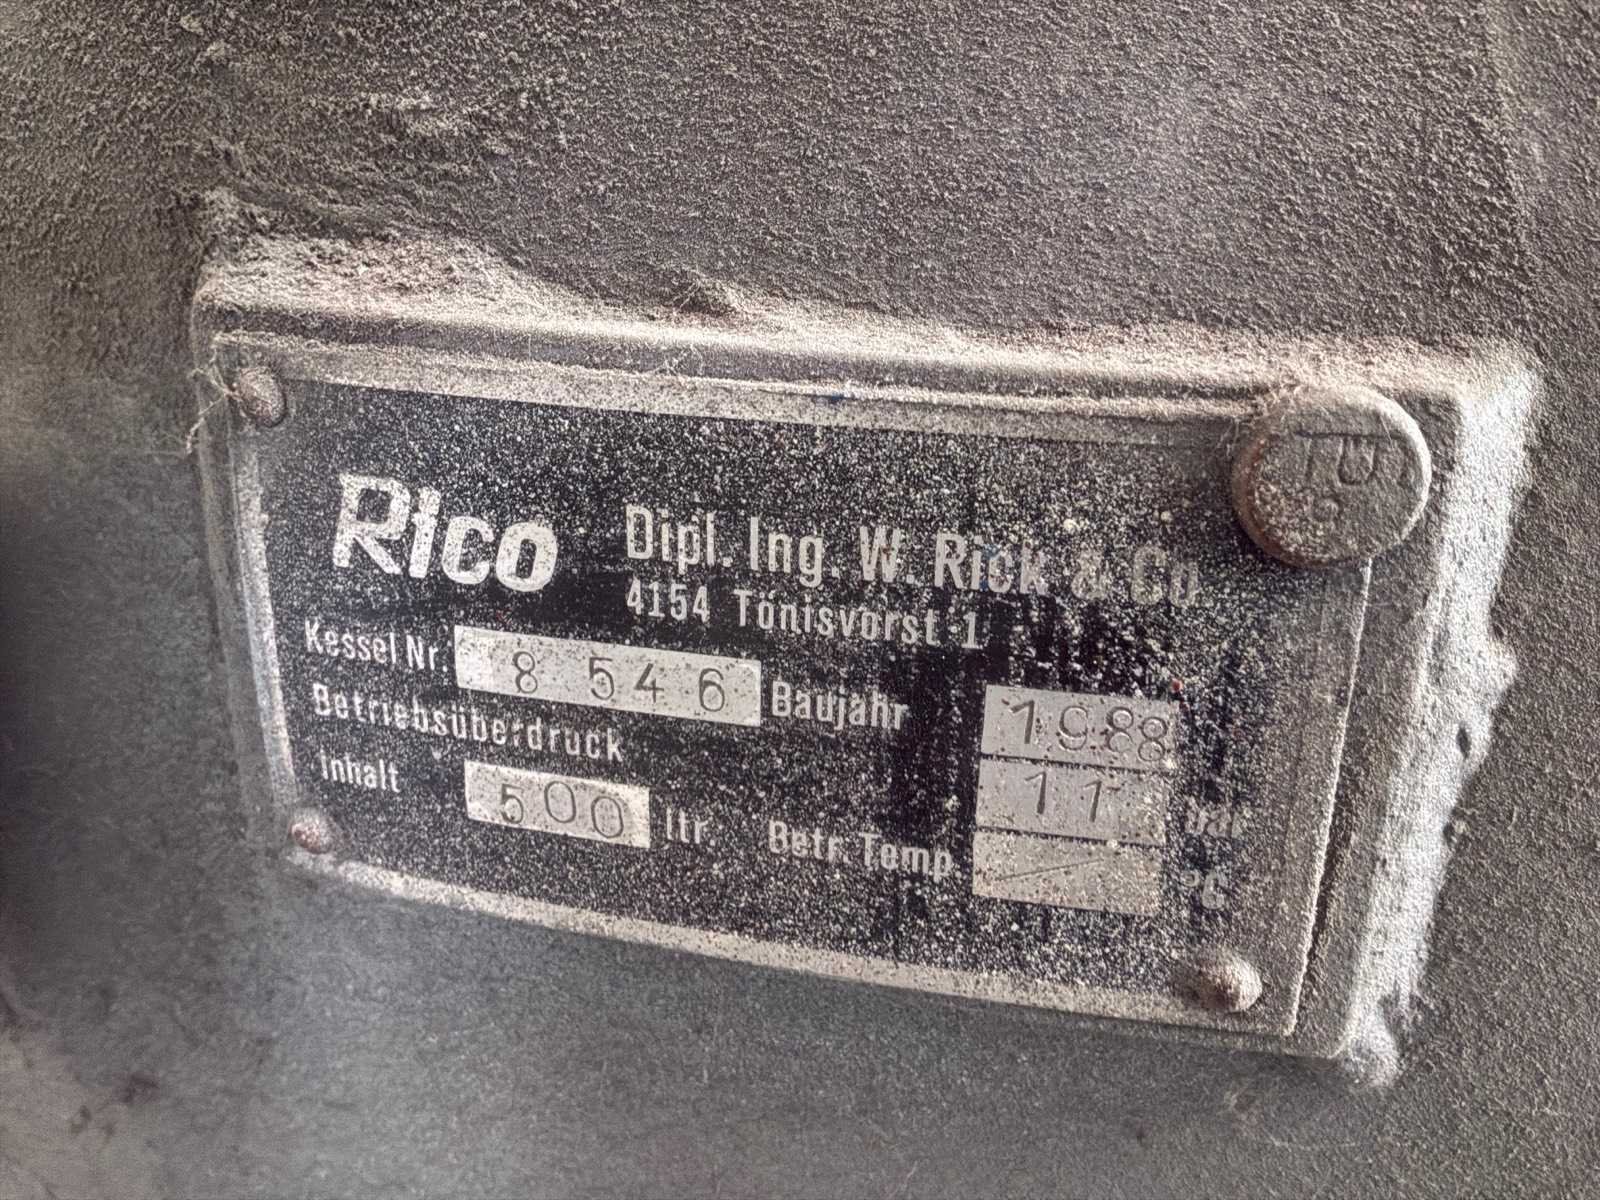 Rico
Dipl. Ing. W. Rick & Co
4154 Tönisvorst 1
Kessel Nr. 8 546 Baujahr 1988
Betriebsüberdruck 11 bar
Inhalt 500 ltr. Betr. Temp / °C